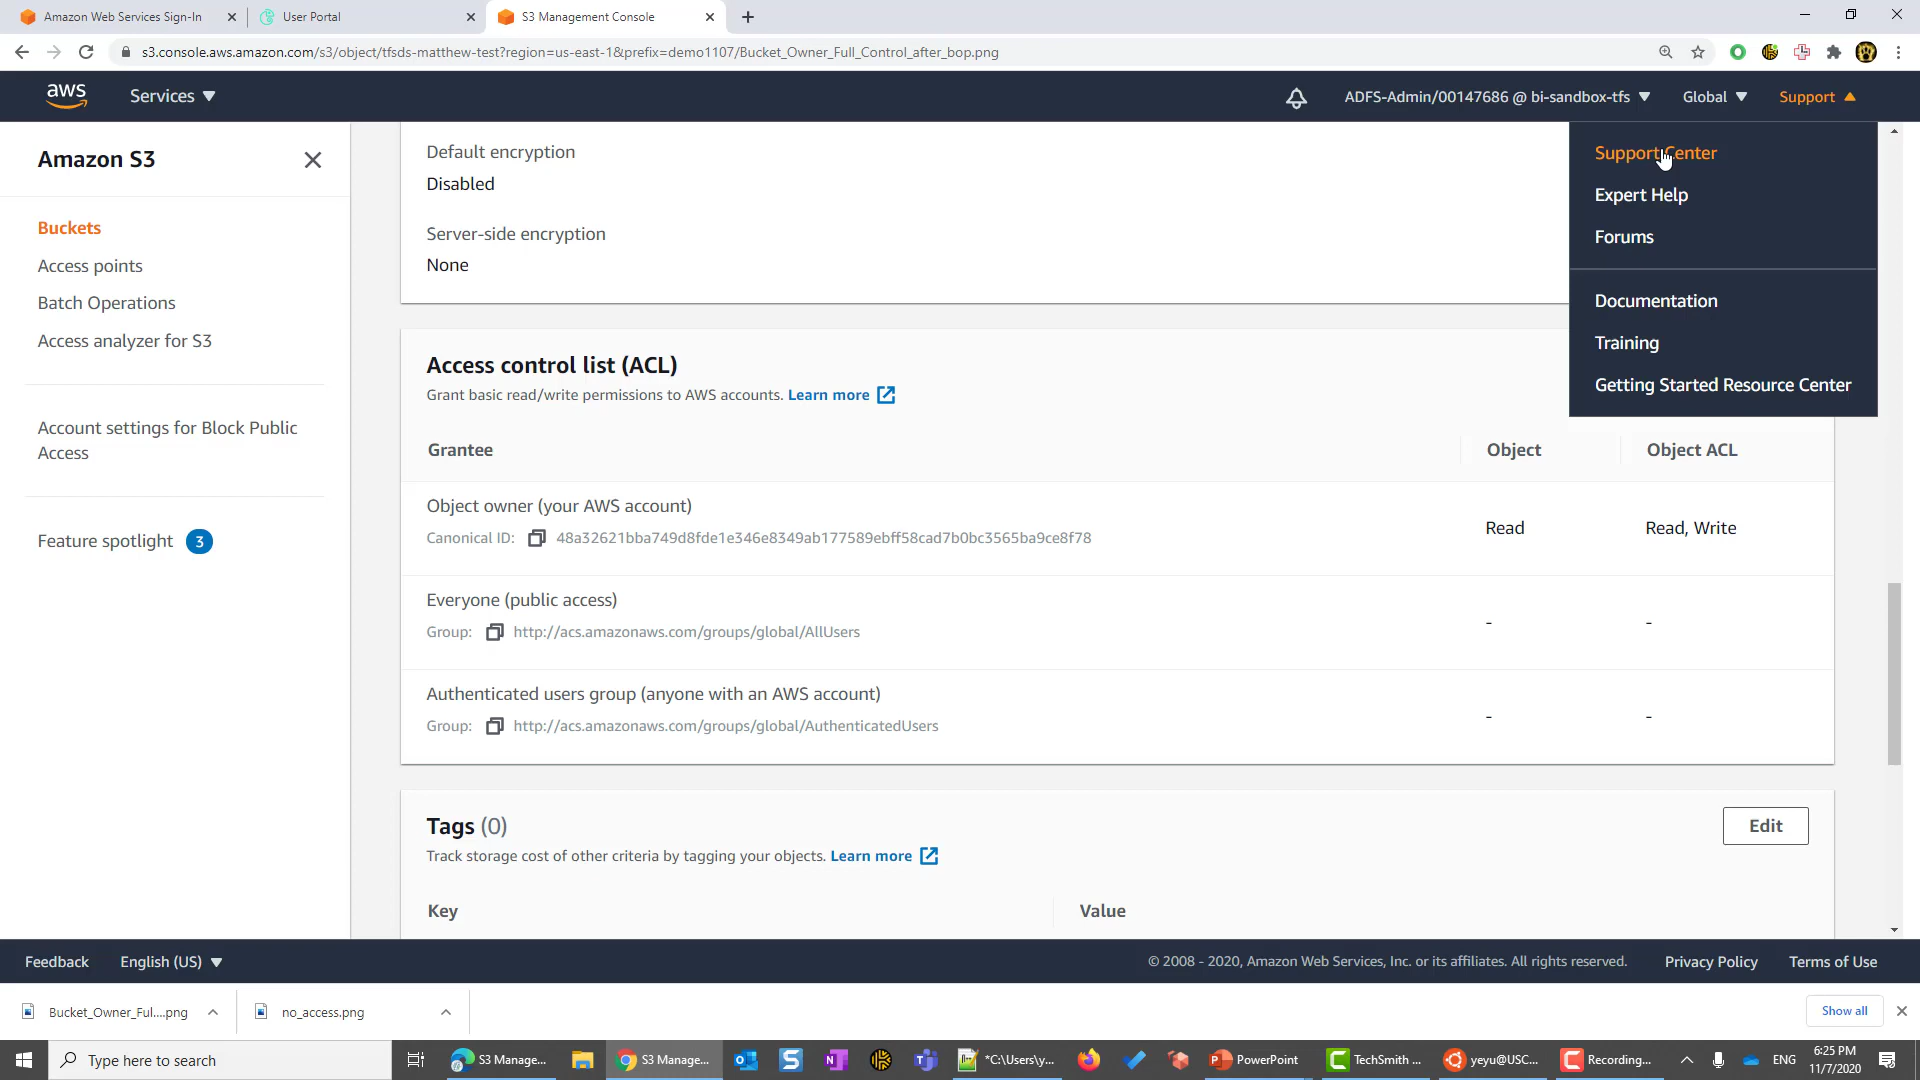 Amazon Web Services Sign-In
User Portal
S3 Management Console
s3.console.aws.amazon.com/s3/object/tfsds-matthew-test?region=us-east-1&prefix=demo1107/Bucket_Owner_Full_Control_after_bop.png
aws
Services
ADFS-Admin/00147686 @ bi-sandbox-tfs
Global
Support
Support Center
Expert Help
Forums
Documentation
Training
Getting Started Resource Center
Amazon S3
Buckets
Access points
Batch Operations
Access analyzer for S3
Account settings for Block Public
Access
Feature spotlight 3
Default encryption
Disabled
Server-side encryption
None
Access control list (ACL)
Grant basic read/write permissions to AWS accounts. Learn more
Grantee Object Object ACL
Object owner (your AWS account)
Canonical ID: 48a32621bba749d8fde1e346e8349ab177589ebff58cad7b0bc3565ba9ce8f78
Read Read, Write
Everyone (public access)
Group: http://acs.amazonaws.com/groups/global/AllUsers
- -
Authenticated users group (anyone with an AWS account)
Group: http://acs.amazonaws.com/groups/global/AuthenticatedUsers
- -
Tags (0)
Edit
Track storage cost of other criteria by tagging your objects. Learn more
Key Value
Feedback English (US)
© 2008 - 2020, Amazon Web Services, Inc. or its affiliates. All rights reserved. Privacy Policy Terms of Use
Bucket_Owner_Ful....png
no_access.png
Show all
Type here to search
S3 Manage...
S3 Manage...
*C:\Users\y...
PowerPoint
TechSmith ...
yeyu@USC...
Recording...
ENG
6:25 PM
11/7/2020